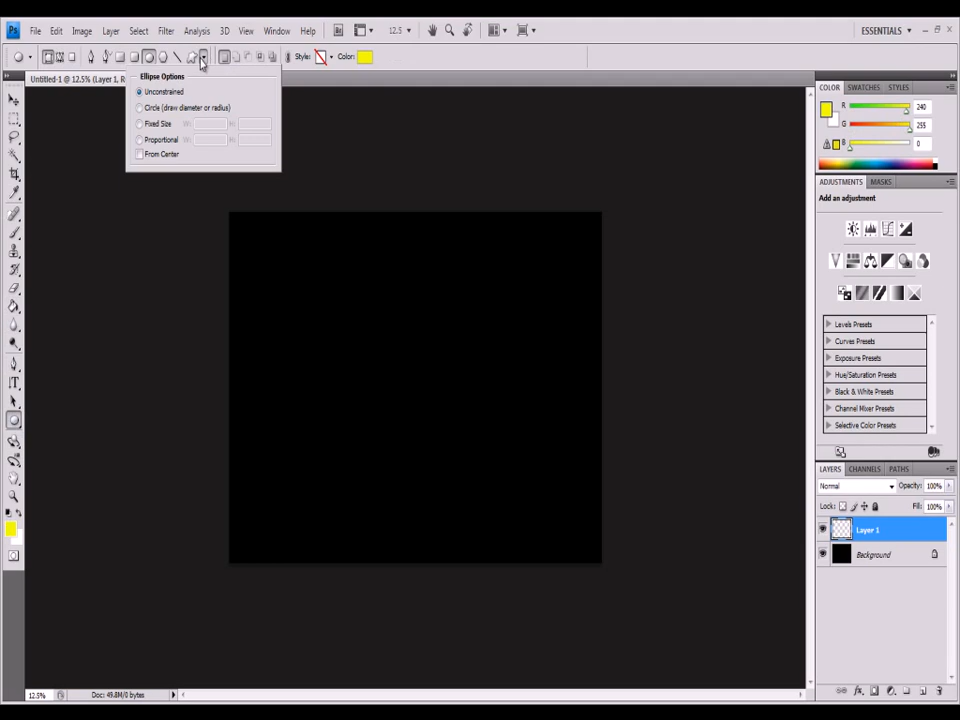 Ps File Edit Image Layer Select Filter Analysis 3D View Window Help Br 12.5 ESSENTIALS
Style: Color:
Untitled-1 @ 12.5% (Layer 1, R
Ellipse Options
Unconstrained
Circle (draw diameter or radius)
Fixed Size W: H:
Proportional W: H:
From Center
COLOR SWATCHES STYLES
R 240
G 255
B 0
ADJUSTMENTS MASKS
Add an adjustment
Levels Presets
Curves Presets
Exposure Presets
Hue/Saturation Presets
Black & White Presets
Channel Mixer Presets
Selective Color Presets
LAYERS CHANNELS PATHS
Normal Opacity: 100%
Lock: Fill: 100%
Layer 1
Background
12.5% Doc: 49.8M/0 bytes